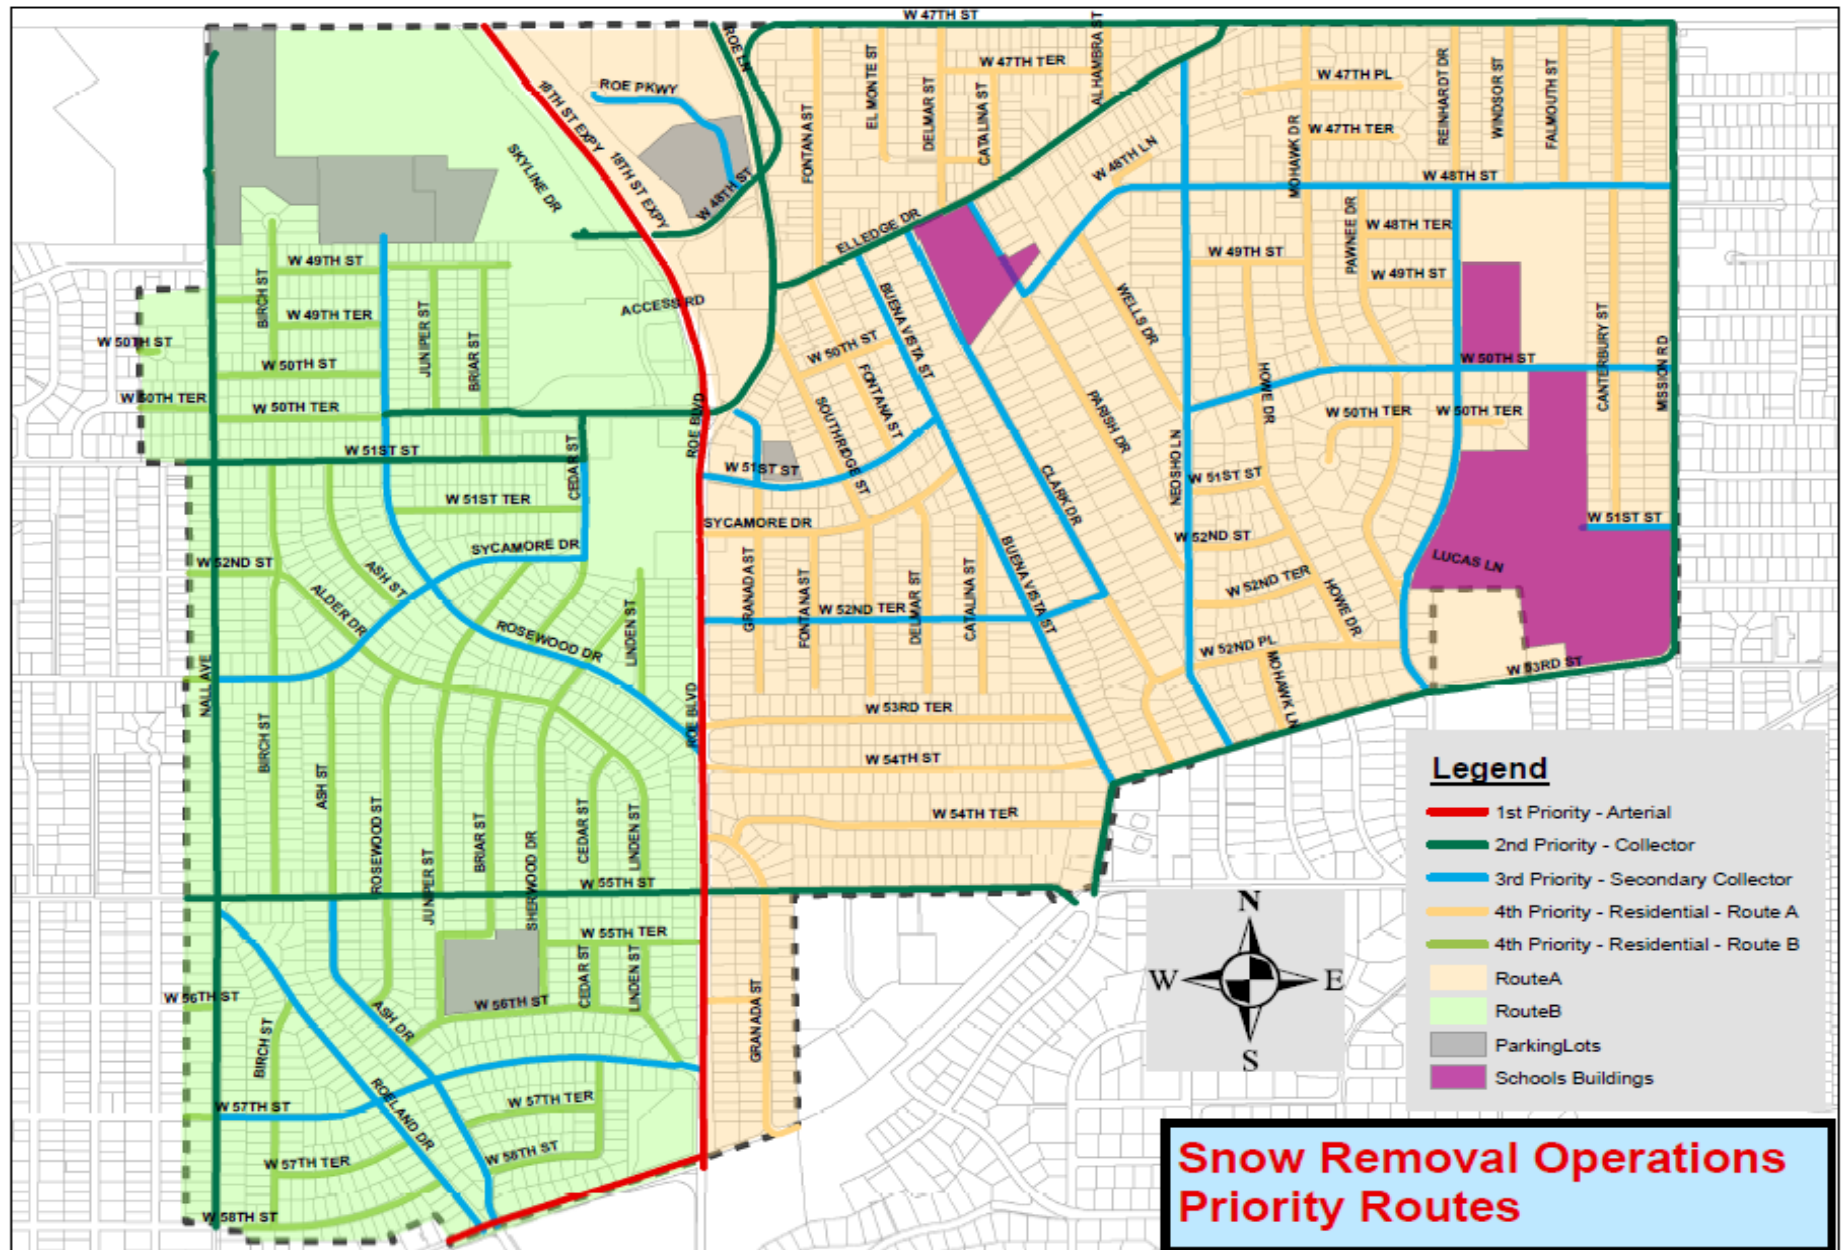 W 47TH ST
ROE LN
ALHAMBRA ST
EL MONTE ST
W 47TH TER
W 47TH PL
REINHARDT DR
WINDSOR ST
FALMOUTH ST
18TH ST EXPY
ROE PKWY
FONTANA ST
DELMAR ST
CATALINA ST
MOHAWK DR
W 47TH TER
SKYLINE DR
18TH ST EXPY
W 48TH ST
W 48TH LN
W 48TH ST
ELLEDGE DR
PAWNEE DR
W 48TH TER
W 49TH ST
BIRCH ST
W 49TH ST
W 49TH ST
ACCESS RD
BUENA VISTA ST
WELLS DR
W 49TH TER
JUNIPER ST
BRIAR ST
W 50TH ST
W 50TH ST
CANTERBURY ST
MISSION RD
W 50TH ST
W 50TH ST
FONTANA ST
HOWE DR
W 50TH TER
W 50TH TER
ROE BLVD
SOUTHRIDGE ST
PARISH DR
W 50TH TER
W 50TH TER
W 51ST ST
CEDAR ST
W 51ST ST
CLARK DR
NEOSHO LN
W 51ST ST
W 51ST TER
SYCAMORE DR
W 51ST ST
W 52ND ST
SYCAMORE DR
W 52ND ST
ASH ST
LUCAS LN
ALDER DR
LINDEN ST
GRANADA ST
FONTANA ST
W 52ND TER
DELMAR ST
CATALINA ST
BUENA VISTA ST
W 52ND TER
HOWE DR
ROSEWOOD DR
W 52ND PL
MOHAWK LN
W 53RD ST
NALL AVE
ROE BLVD
W 53RD TER
BIRCH ST
ASH ST
W 54TH ST
ROSEWOOD ST
JUNIPER ST
BRIAR ST
SHERWOOD DR
CEDAR ST
LINDEN ST
W 54TH TER
W 55TH ST
W 55TH TER
W 56TH ST
ASH DR
W 56TH ST
CEDAR ST
LINDEN ST
GRANADA ST
BIRCH ST
W 57TH ST
ROELAND DR
W 57TH TER
W 57TH TER
W 58TH ST
W 58TH ST
Legend
1st Priority - Arterial
2nd Priority - Collector
3rd Priority - Secondary Collector
4th Priority - Residential - Route A
4th Priority - Residential - Route B
RouteA
RouteB
ParkingLots
Schools Buildings
N
W
E
S
Snow Removal Operations
Priority Routes